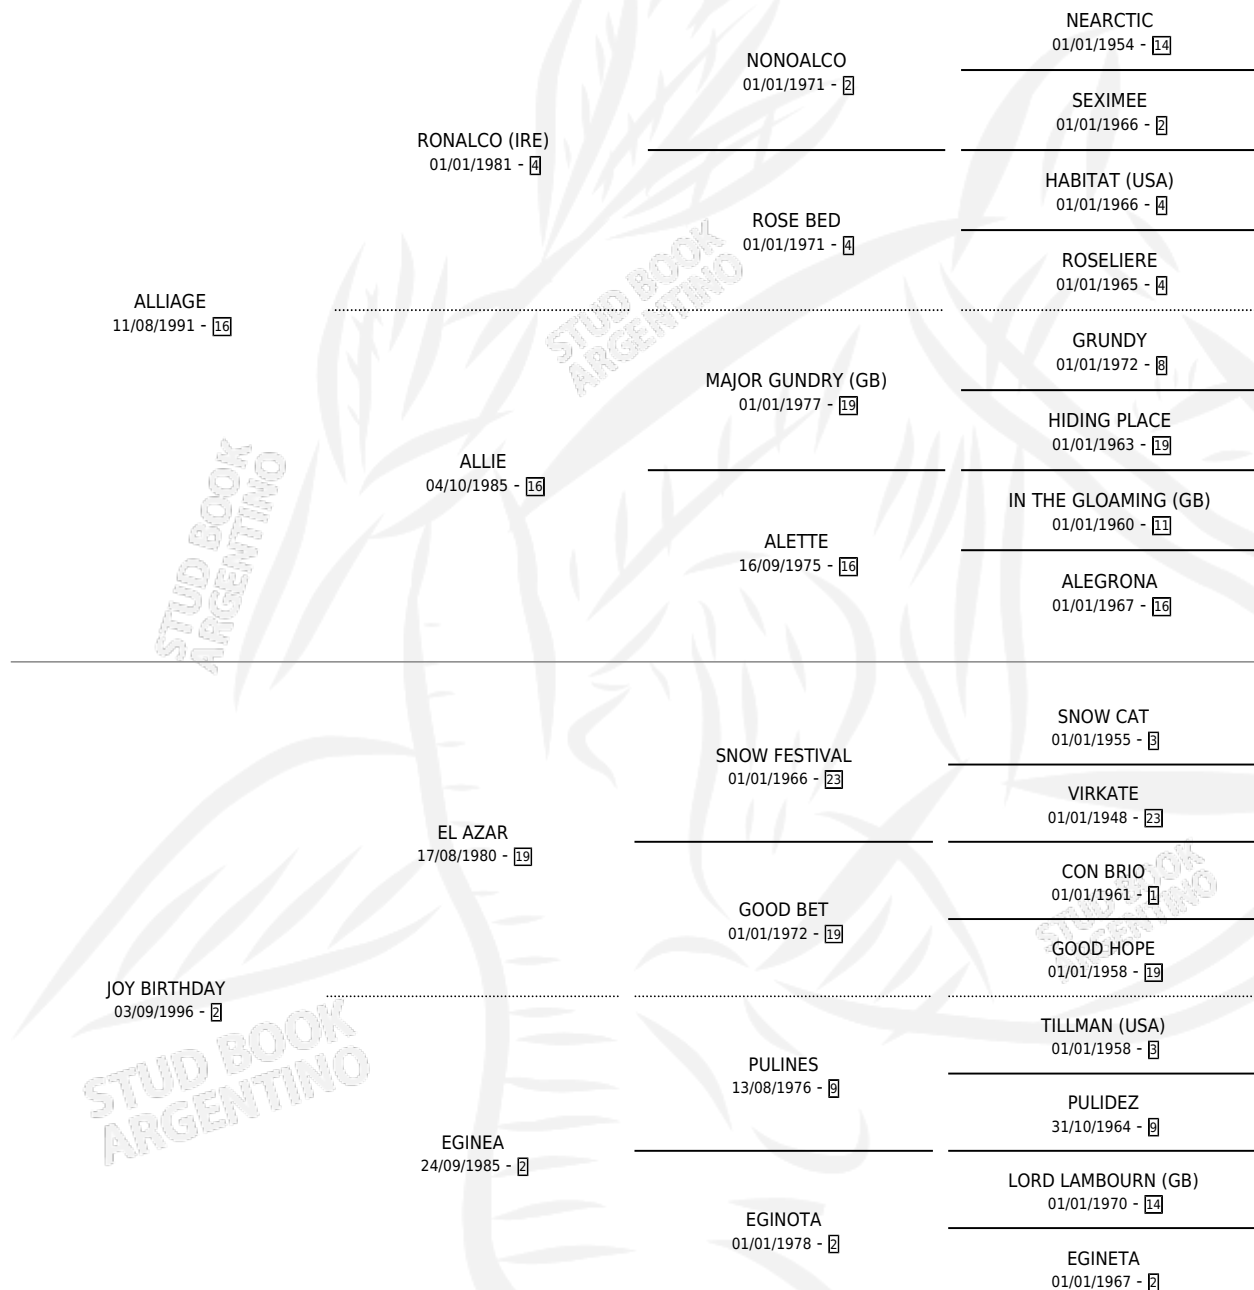 NEARCTIC
01/01/1954 - 14
NONOALCO
01/01/1971 - 2
SEXIMEE
01/01/1966 - 2
RONALCO (IRE)
01/01/1981 - 4
HABITAT (USA)
01/01/1966 - 4
ROSE BED
01/01/1971 - 4
ROSELIERE
01/01/1965 - 4
ALLIAGE
11/08/1991 - 16
GRUNDY
01/01/1972 - 8
MAJOR GUNDRY (GB)
01/01/1977 - 19
HIDING PLACE
01/01/1963 - 19
ALLIE
04/10/1985 - 16
IN THE GLOAMING (GB)
01/01/1960 - 11
ALETTE
16/09/1975 - 16
ALEGRONA
01/01/1967 - 16
SNOW CAT
01/01/1955 - 3
SNOW FESTIVAL
01/01/1966 - 23
VIRKATE
01/01/1948 - 23
EL AZAR
17/08/1980 - 19
CON BRIO
01/01/1961 - 1
GOOD BET
01/01/1972 - 19
GOOD HOPE
01/01/1958 - 19
JOY BIRTHDAY
03/09/1996 - 2
TILLMAN (USA)
01/01/1958 - 3
PULINES
13/08/1976 - 9
PULIDEZ
31/10/1964 - 9
EGINEA
24/09/1985 - 2
LORD LAMBOURN (GB)
01/01/1970 - 14
EGINOTA
01/01/1978 - 2
EGINETA
01/01/1967 - 2
STUD BOOK
ARGENTINO
STUD BOOK
ARGENTINO
STUD BOOK
ARGENTINO
STUD BOOK
ARGENTINO